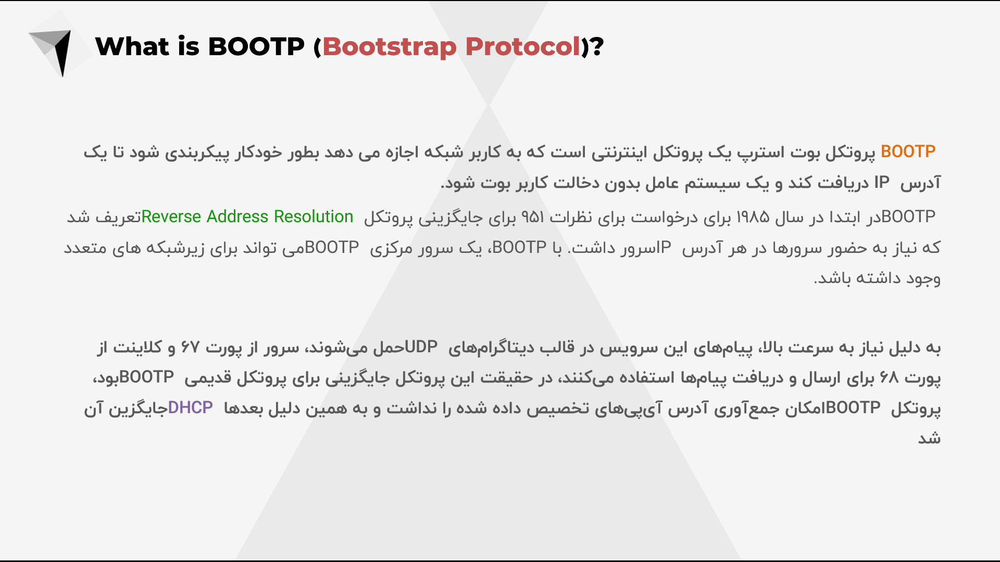 What is BOOTP (Bootstrap Protocol)?
BOOTP پروتکل بوت استرپ یک پروتکل اینترنتی است که به کاربر شبکه اجازه می دهد بطور خودکار پیکربندی شود تا یک
آدرس IP دریافت کند و یک سیستم عامل بدون دخالت کاربر بوت شود.
BOOTPدر ابتدا در سال ۱۹۸۵ برای درخواست برای نظرات ۹۵۱ برای جایگزینی پروتکل Reverse Address Resolutionتعریف شد
که نیاز به حضور سرورها در هر آدرس IPسرور داشت. با BOOTP، یک سرور مرکزی BOOTPمی تواند برای زیرشبکه های متعدد
وجود داشته باشد.
به دلیل نیاز به سرعت بالا، پیام‌های این سرویس در قالب دیتاگرام‌های UDPحمل می‌شوند، سرور از پورت ۶۷ و کلاینت از
پورت ۶۸ برای ارسال و دریافت پیام‌ها استفاده می‌کنند، در حقیقت این پروتکل جایگزینی برای پروتکل قدیمی BOOTPبود،
پروتکل BOOTPامکان جمع‌آوری آدرس آی‌پی‌های تخصیص داده شده را نداشت و به همین دلیل بعدها DHCPجایگزین آن
شد